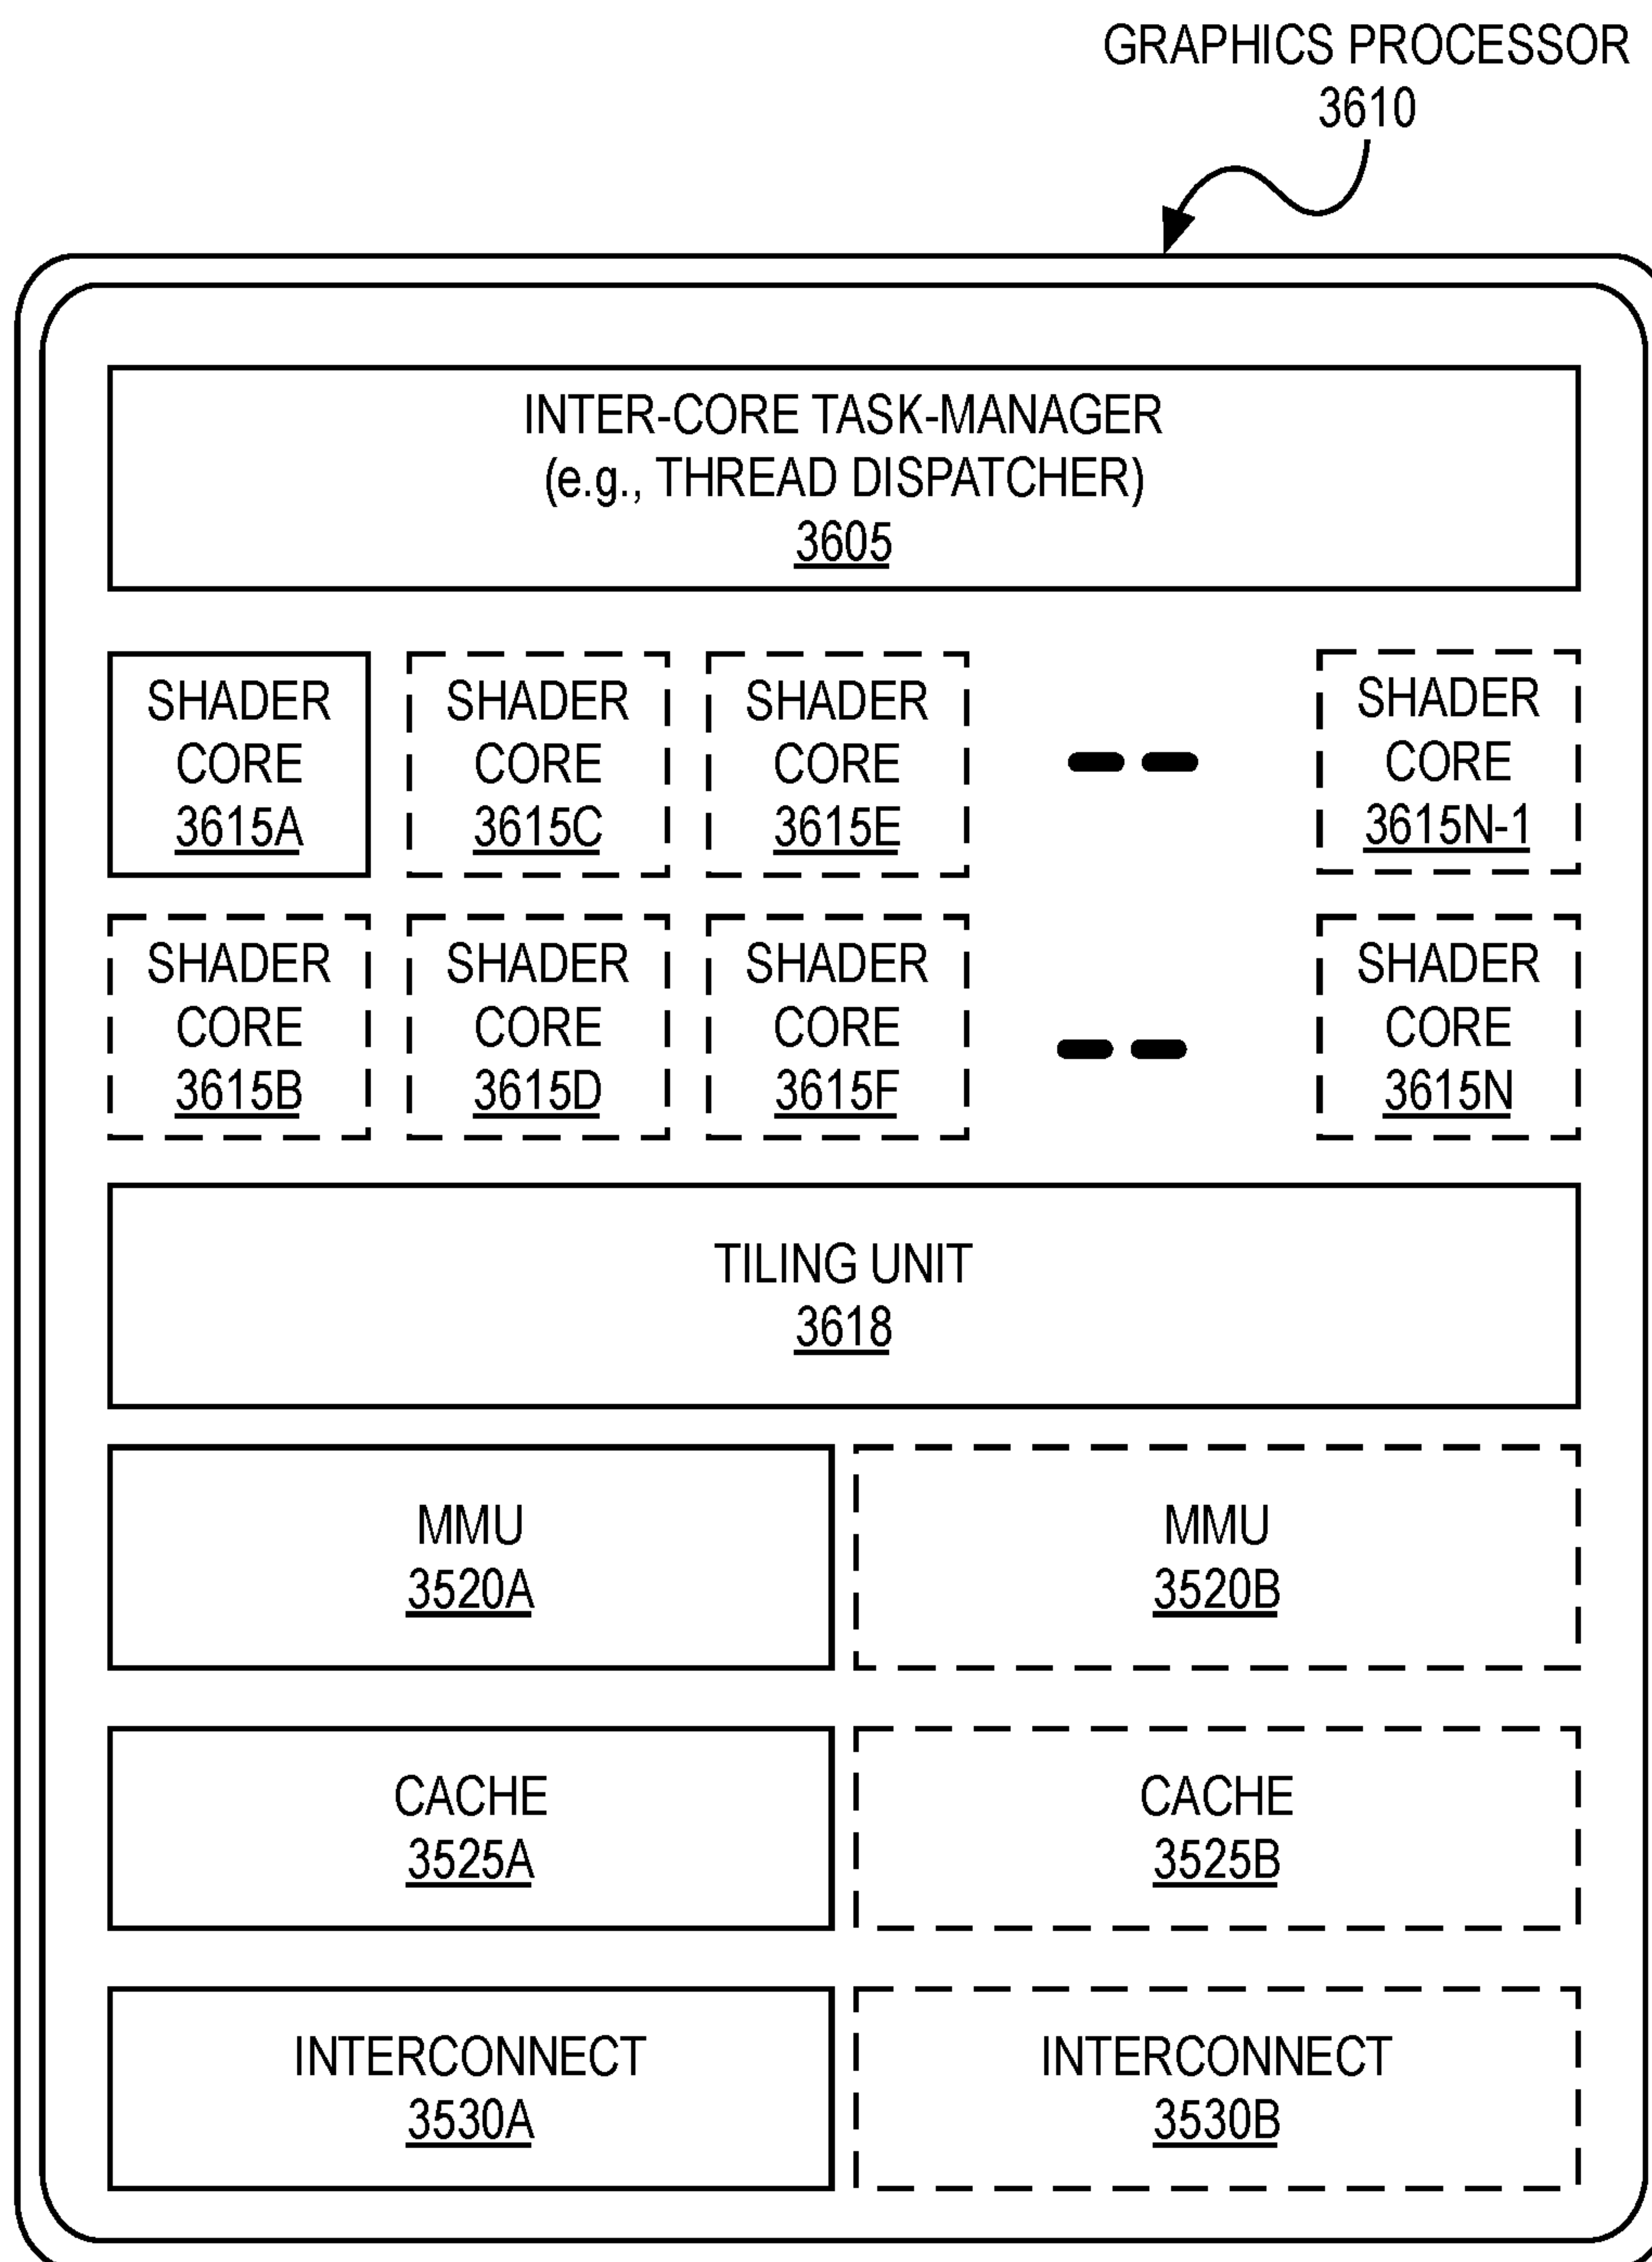 GRAPHICS PROCESSOR
3610
INTER-CORE TASK-MANAGER
(e.g., THREAD DISPATCHER)
3605
SHADER
CORE
3615A
SHADER
CORE
3615C
SHADER
CORE
3615E
SHADER
CORE
3615N-1
SHADER
CORE
3615B
SHADER
CORE
3615D
SHADER
CORE
3615F
SHADER
CORE
3615N
TILING UNIT
3618
MMU
3520A
MMU
3520B
CACHE
3525A
CACHE
3525B
INTERCONNECT
3530A
INTERCONNECT
3530B